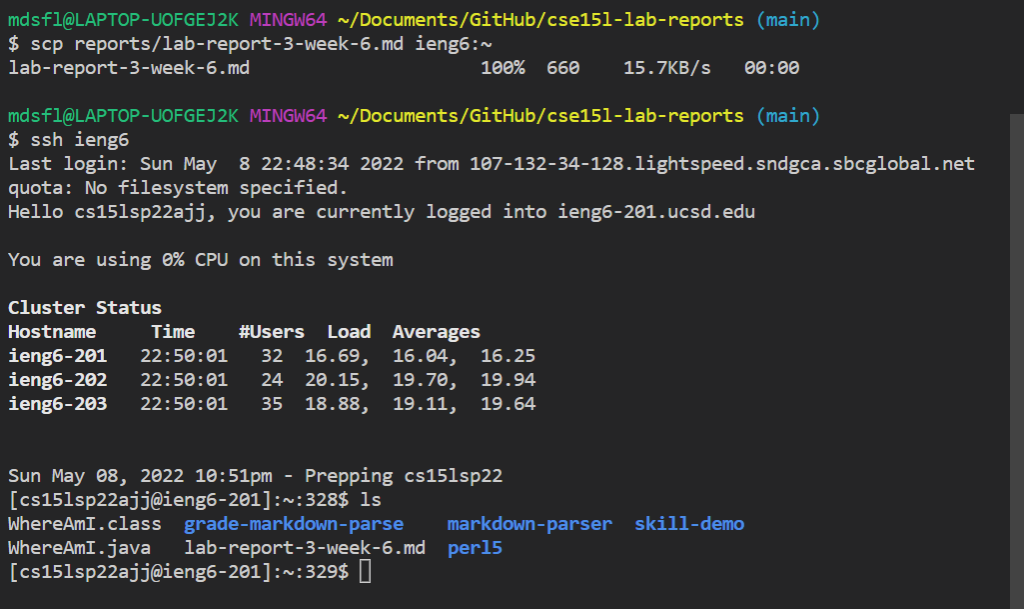 mdsfl@LAPTOP-UOFGEJ2K MINGW64 ~/Documents/GitHub/cse15l-lab-reports (main)
$ scp reports/lab-report-3-week-6.md ieng6:~
lab-report-3-week-6.md                     100%  660    15.7KB/s   00:00
mdsfl@LAPTOP-UOFGEJ2K MINGW64 ~/Documents/GitHub/cse15l-lab-reports (main)
$ ssh ieng6
Last login: Sun May  8 22:48:34 2022 from 107-132-34-128.lightspeed.sndgca.sbcglobal.net
quota: No filesystem specified.
Hello cs15lsp22ajj, you are currently logged into ieng6-201.ucsd.edu
You are using 0% CPU on this system
Cluster Status
Hostname     Time    #Users  Load  Averages
ieng6-201   22:50:01   32  16.69,  16.04,  16.25
ieng6-202   22:50:01   24  20.15,  19.70,  19.94
ieng6-203   22:50:01   35  18.88,  19.11,  19.64
Sun May 08, 2022 10:51pm - Prepping cs15lsp22
[cs15lsp22ajj@ieng6-201]:~:328$ ls
WhereAmI.class  grade-markdown-parse    markdown-parser  skill-demo
WhereAmI.java   lab-report-3-week-6.md  perl5
[cs15lsp22ajj@ieng6-201]:~:329$